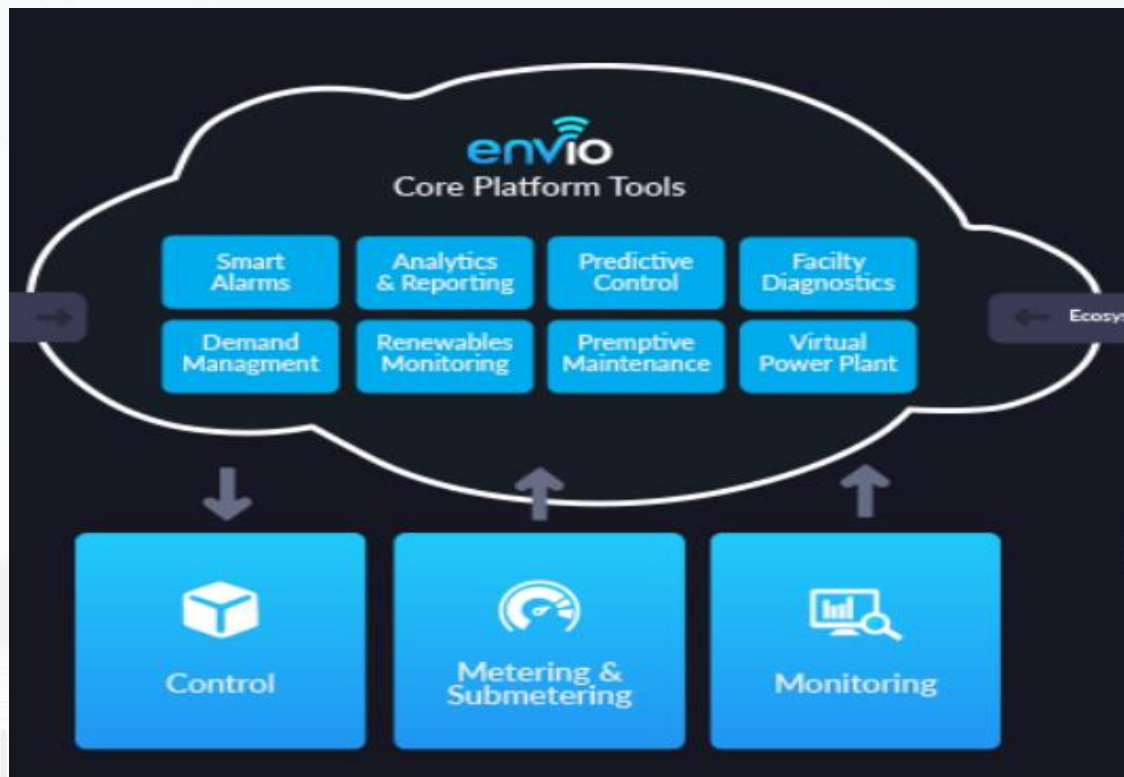 envio
Core Platform Tools
Smart
Alarms
Analytics
& Reporting
Predictive
Control
Facilty
Diagnostics
Demand
Managment
Renewables
Monitoring
Premptive
Maintenance
Virtual
Power Plant
Ecosys
Control
Metering &
Submetering
Monitoring